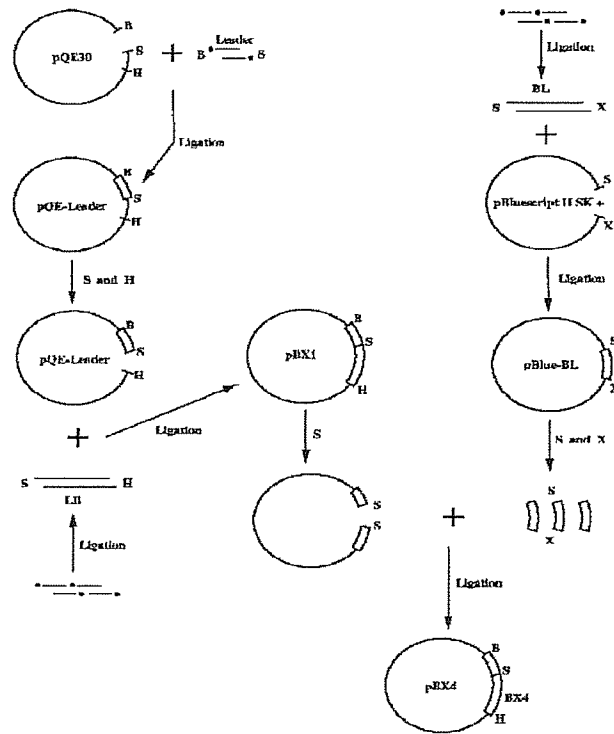 B
S
H
pQE30
+
Leader
B
S
Ligation
B
S
H
pQE-Leader
S and H
B
S
H
pQE-Leader
+
S
H
LB
Ligation
Ligation
B
S
H
pBX1
S
S
S
+
Ligation
BL
S
X
+
S
X
pBluescript II SK +
Ligation
S
X
pBlue-BL
S and X
S
X
Ligation
B
S
H
pBX4
BX4
Ligation